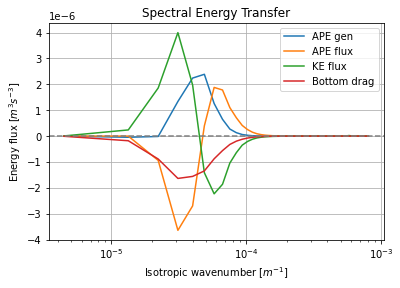 Spectral Energy Transfer
1e−6
APE gen
APE flux
KE flux
Bottom drag
4
3
2
1
0
−1
−2
−3
−4
Energy flux [m³s⁻³]
10⁻⁵ 10⁻⁴ 10⁻³
Isotropic wavenumber [m⁻¹]